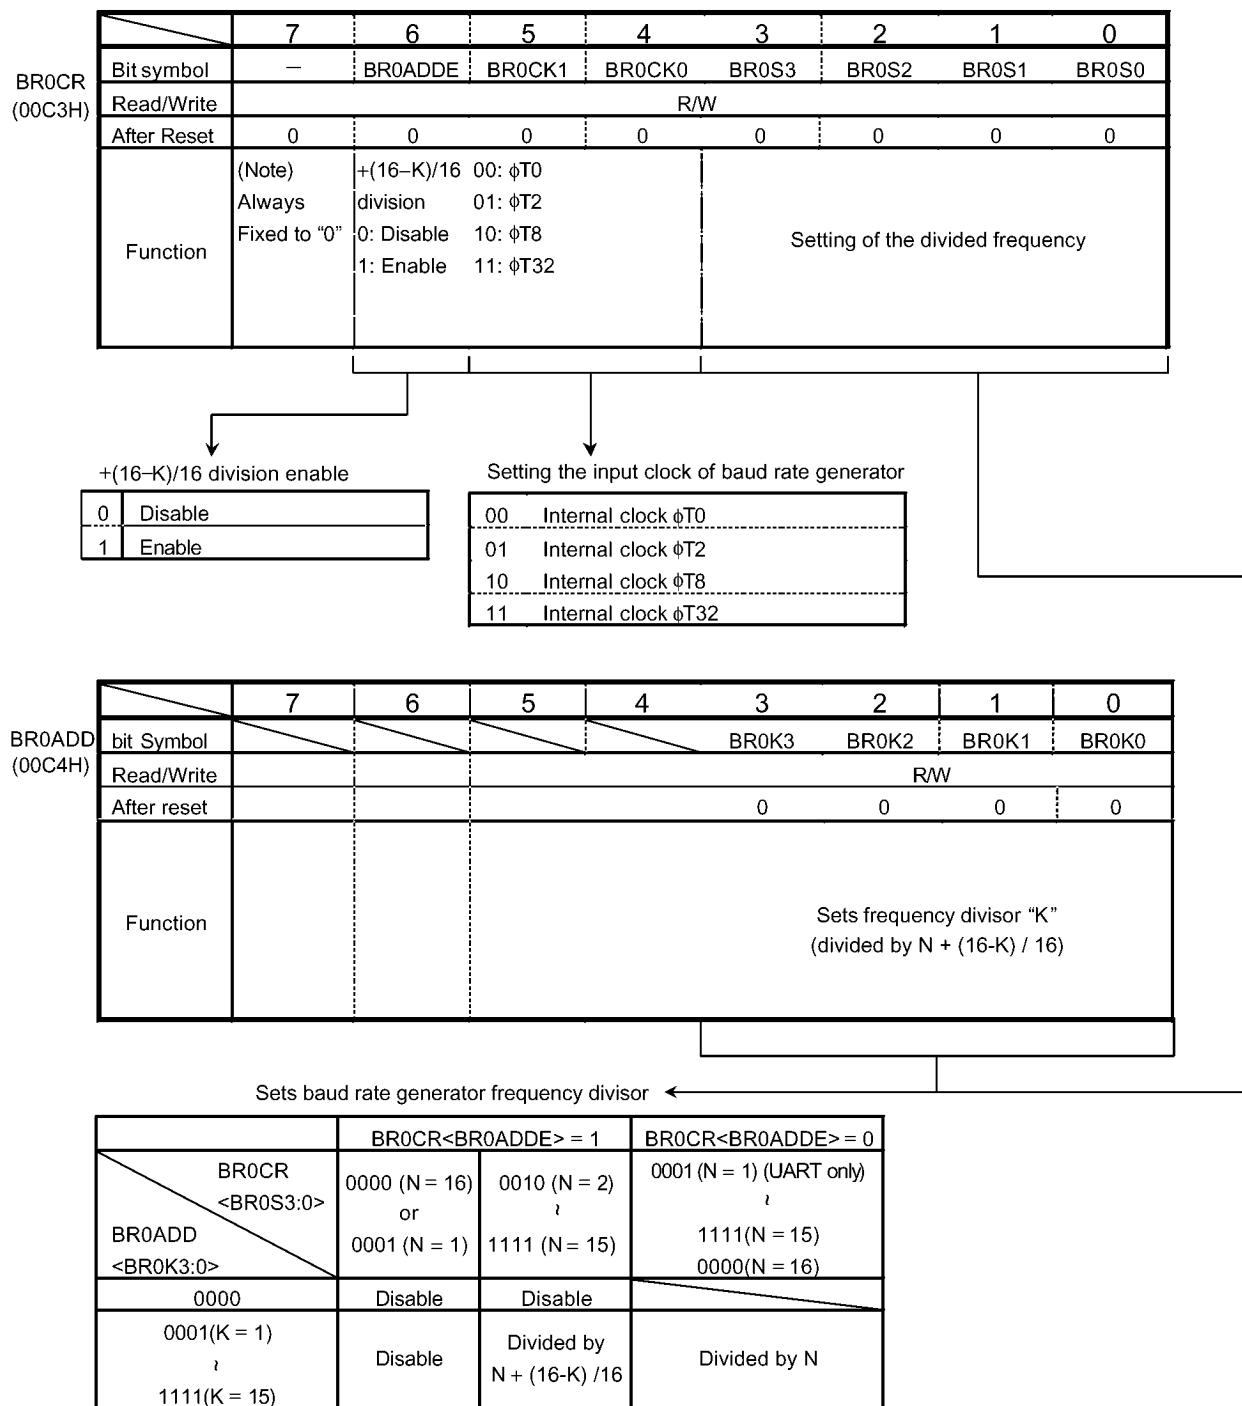 7 6 5 4 3 2 1 0
BR0CR
(00C3H)
Bit symbol — BR0ADDE BR0CK1 BR0CK0 BR0S3 BR0S2 BR0S1 BR0S0
Read/Write R/W
After Reset 0 0 0 0 0 0 0 0
Function
(Note)
Always
Fixed to “0”
+(16–K)/16
division
0: Disable
1: Enable
00: ϕT0
01: ϕT2
10: ϕT8
11: ϕT32
Setting of the divided frequency
+(16–K)/16 division enable
0 Disable
1 Enable
Setting the input clock of baud rate generator
00 Internal clock ϕT0
01 Internal clock ϕT2
10 Internal clock ϕT8
11 Internal clock ϕT32
7 6 5 4 3 2 1 0
BR0ADD
(00C4H)
bit Symbol BR0K3 BR0K2 BR0K1 BR0K0
Read/Write R/W
After reset 0 0 0 0
Function
Sets frequency divisor “K”
(divided by N + (16-K) / 16)
Sets baud rate generator frequency divisor
BR0CR<BR0ADDE> = 1 BR0CR<BR0ADDE> = 0
BR0CR
<BR0S3:0>
BR0ADD
<BR0K3:0>
0000 (N = 16)
or
0001 (N = 1)
0010 (N = 2)
~
1111 (N = 15)
0001 (N = 1) (UART only)
~
1111(N = 15)
0000(N = 16)
0000 Disable Disable
0001(K = 1)
~
1111(K = 15)
Disable
Divided by
N + (16-K) /16
Divided by N